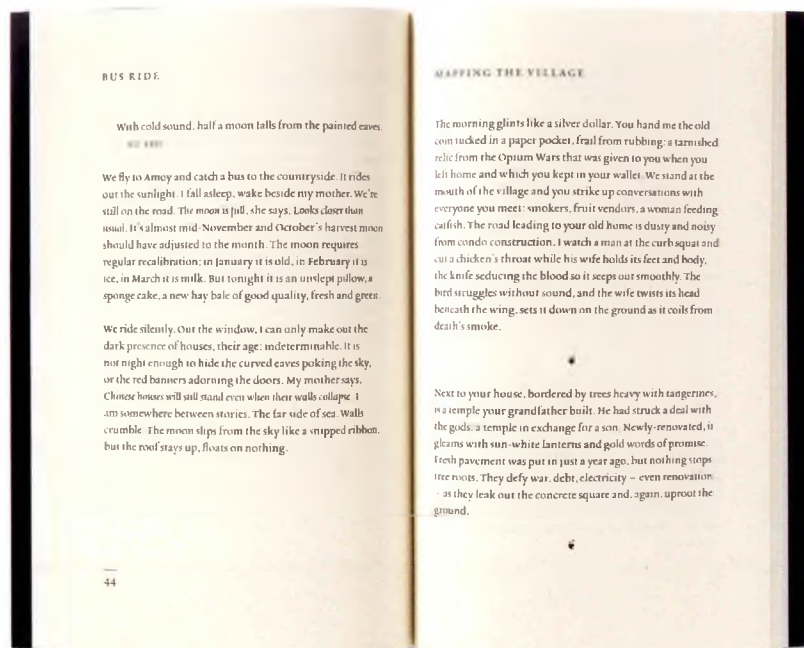 BUS RIDE
With cold sound, half a moon falls from the painted eaves.
We fly to Amoy and catch a bus to the countryside. It rides
out the sunlight. I fall asleep, wake beside my mother. We're
still on the road. The moon is full, she says, Looks closer than
usual. It's almost mid-November and October's harvest moon
should have adjusted to the month. The moon requires
regular recalibration; in January it is old, in February it is
ice, in March it is milk. But tonight it is an unslept pillow, a
sponge cake, a new hay bale of good quality, fresh and green.
We ride silently. Out the window, I can only make out the
dark presence of houses, their age: indeterminable. It is
not night enough to hide the curved eaves poking the sky,
or the red banners adorning the doors. My mother says,
Chinese houses will still stand even when their walls collapse. I
am somewhere between stories. The far side of sea. Walls
crumble. The moon slips from the sky like a snipped ribbon,
but the roof stays up, floats on nothing.
44
MAPPING THE VILLAGE
The morning glints like a silver dollar. You hand me the old
coin tucked in a paper pocket, frail from rubbing: a tarnished
relic from the Opium Wars that was given to you when you
left home and which you kept in your wallet. We stand at the
mouth of the village and you strike up conversations with
everyone you meet: smokers, fruit vendors, a woman feeding
catfish. The road leading to your old home is dusty and noisy
from condo construction. I watch a man at the curb squat and
cut a chicken's throat while his wife holds its feet and body,
the knife seducing the blood so it seeps out smoothly. The
bird struggles without sound, and the wife twists its head
beneath the wing, sets it down on the ground as it coils from
death's smoke.
Next to your house, bordered by trees heavy with tangerines,
is a temple your grandfather built. He had struck a deal with
the gods: a temple in exchange for a son. Newly-renovated, it
gleams with sun-white lanterns and gold words of promise.
Fresh pavement was put in just a year ago, but nothing stops
tree roots. They defy war, debt, electricity – even renovation
– as they leak out the concrete square and, again, uproot the
ground.